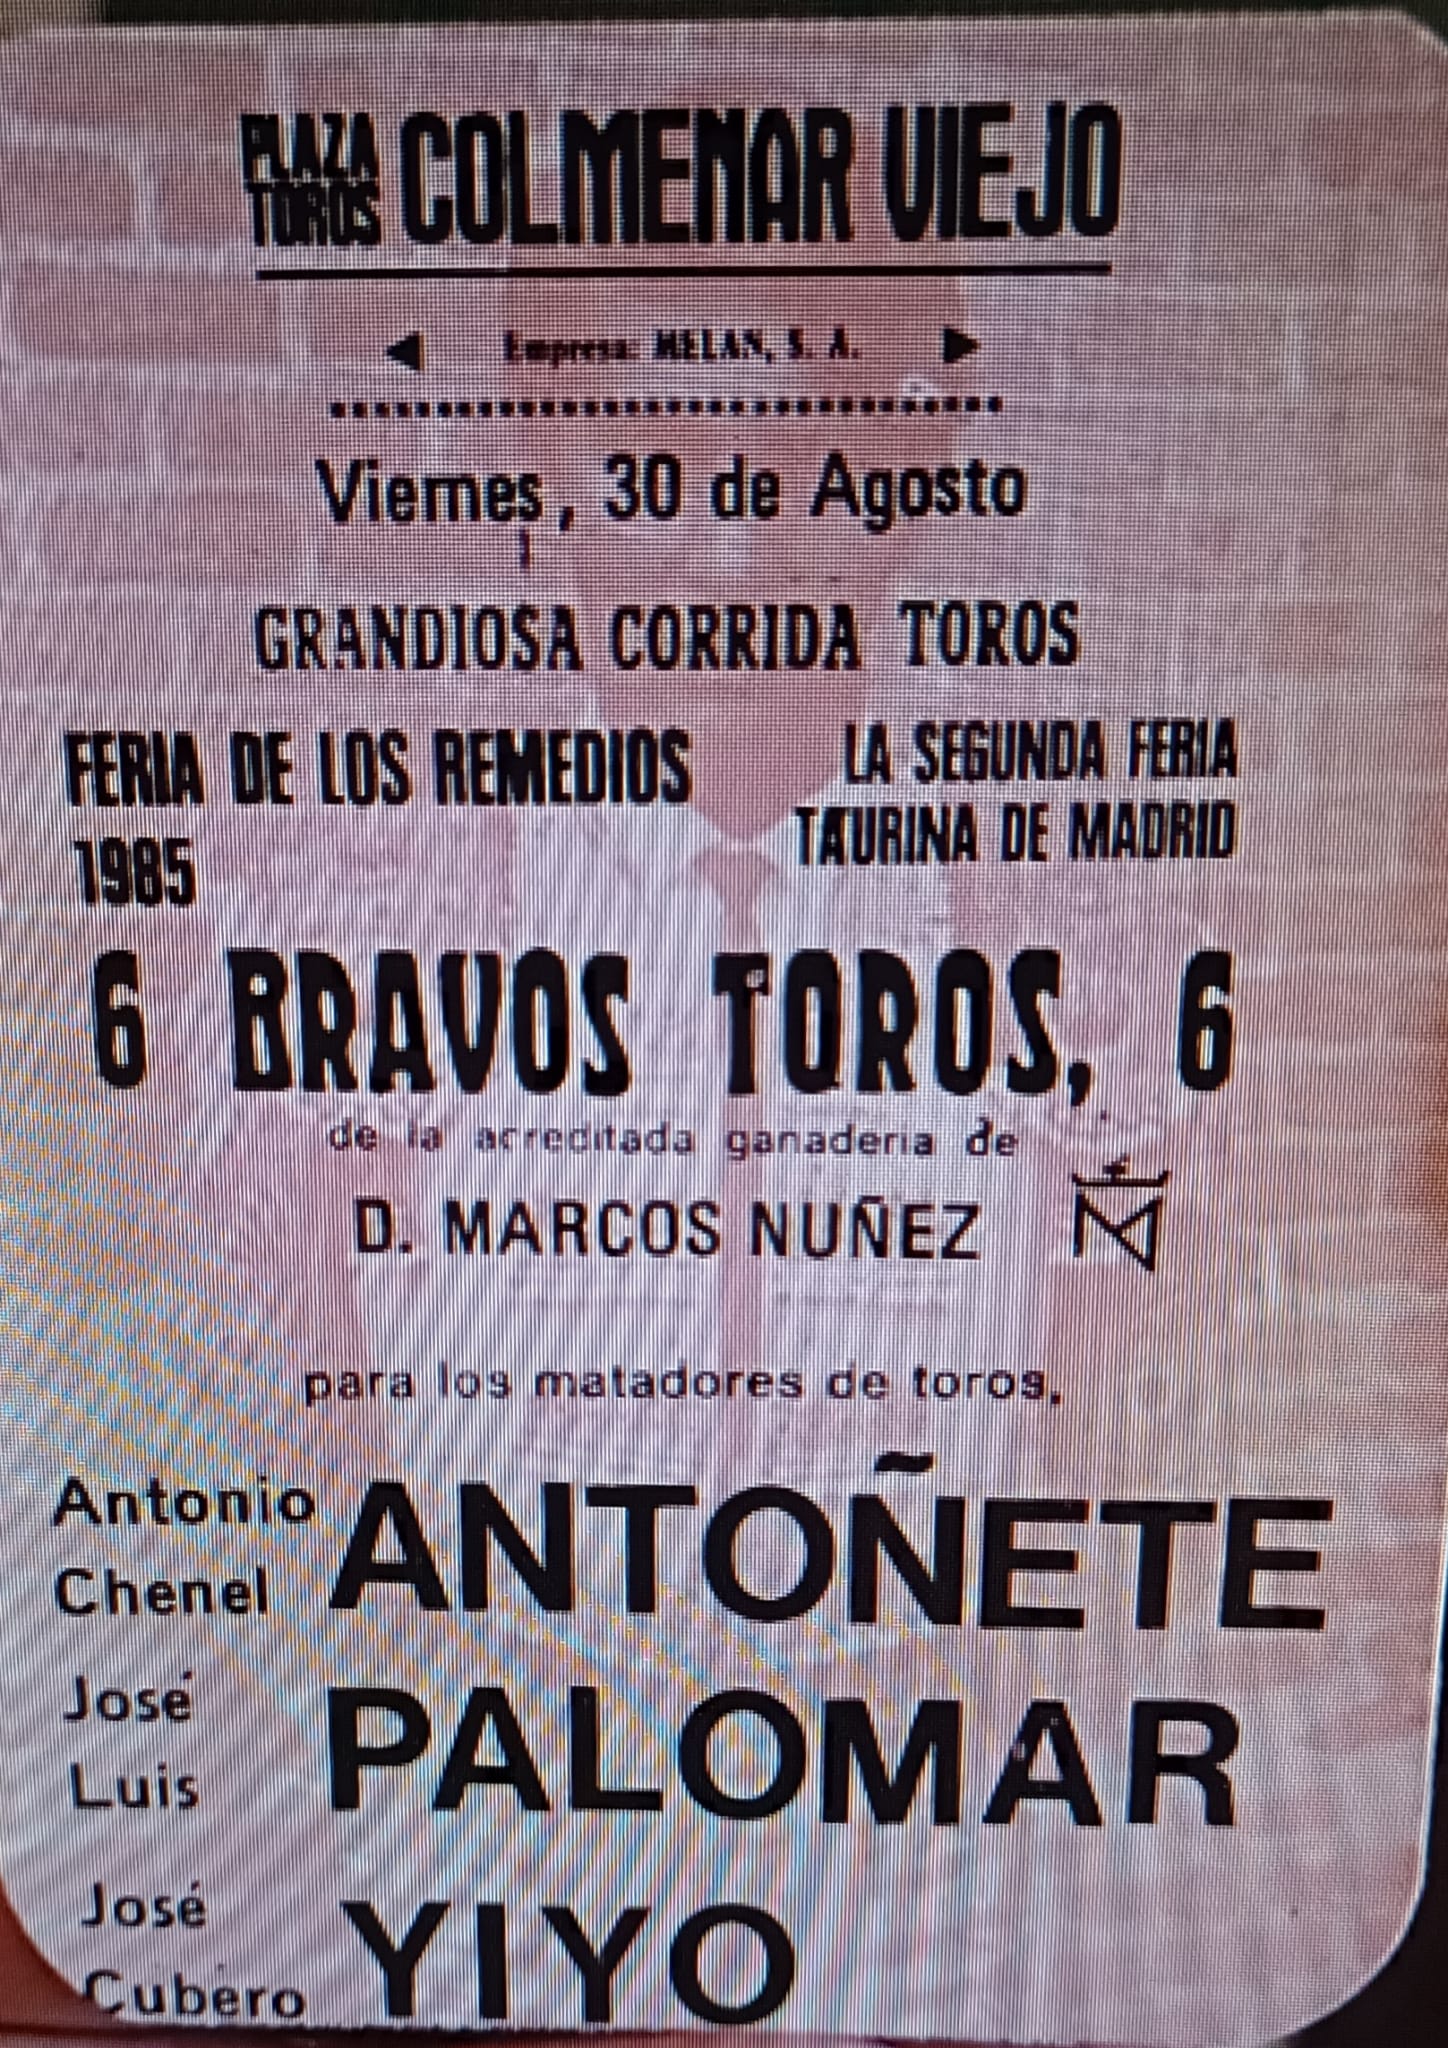 PLAZA
TOROS COLMENAR VIEJO
Empresa: MELAN, S. A.
Viernes, 30 de Agosto
GRANDIOSA CORRIDA TOROS
FERIA DE LOS REMEDIOS
1985
LA SEGUNDA FERIA
TAURINA DE MADRID
6 BRAVOS TOROS, 6
de la acreditada ganaderia de
D. MARCOS NUÑEZ
para los matadores de toros.
Antonio
Chenel
ANTOÑETE
José
Luis
PALOMAR
José
Cubero
YIYO